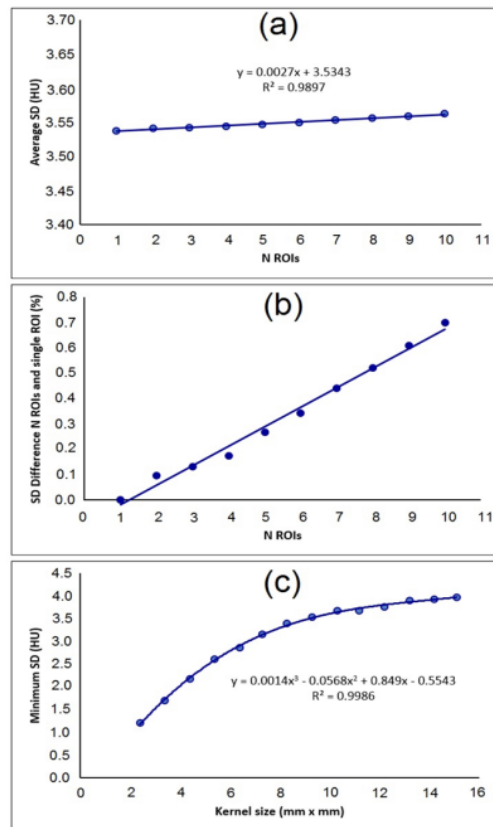 (a)
3.70
3.65
3.60
3.55
3.50
3.45
3.40
Average SD (HU)
y = 0.0027x + 3.5343
R² = 0.9897
0 1 2 3 4 5 6 7 8 9 10 11
N ROIs
(b)
0.8
0.7
0.6
0.5
0.4
0.3
0.2
0.1
0.0
SD Difference N ROIs and single ROI (%)
0 1 2 3 4 5 6 7 8 9 10 11
N ROIs
(c)
4.5
4.0
3.5
3.0
2.5
2.0
1.5
1.0
0.5
0.0
Minimum SD (HU)
y = 0.0014x³ - 0.0568x² + 0.849x - 0.5543
R² = 0.9986
0 2 4 6 8 10 12 14 16
Kernel size (mm x mm)